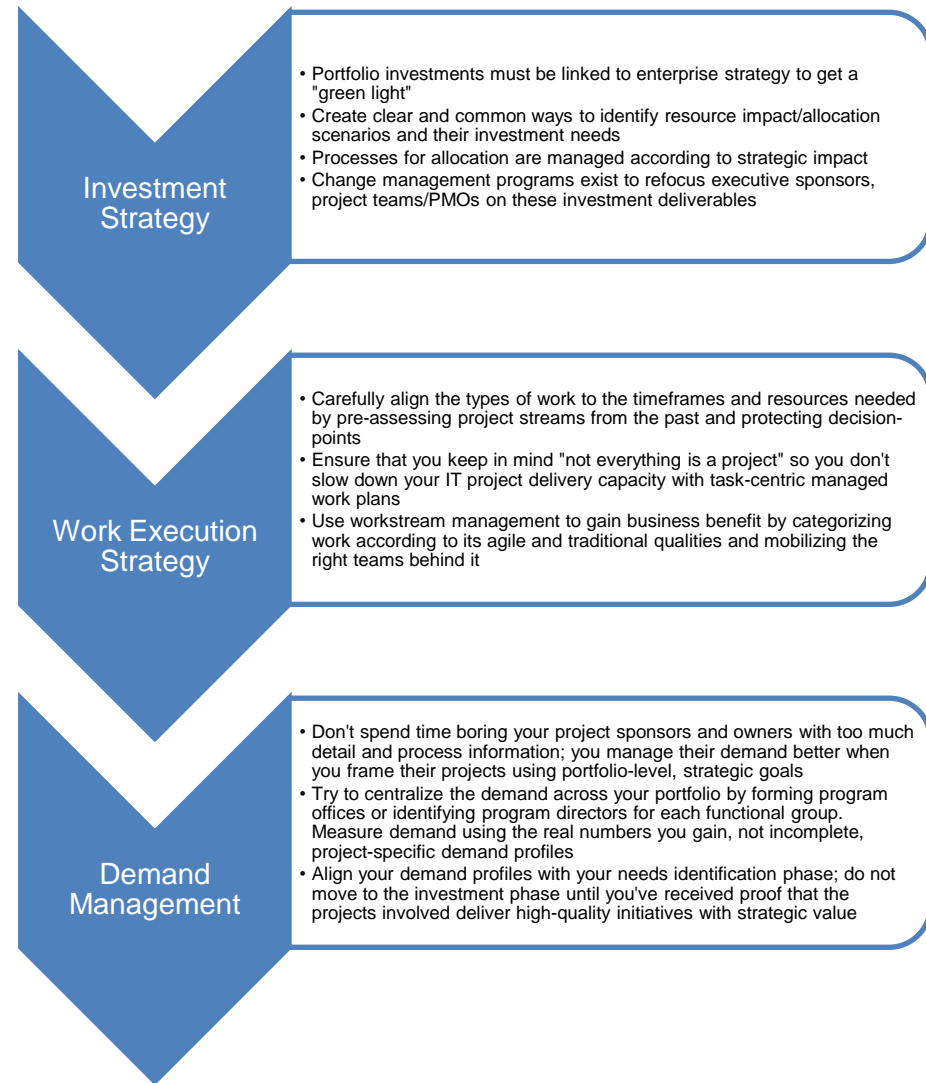 Investment
Strategy
• Portfolio investments must be linked to enterprise strategy to get a
"green light"
• Create clear and common ways to identify resource impact/allocation
scenarios and their investment needs
• Processes for allocation are managed according to strategic impact
• Change management programs exist to refocus executive sponsors,
project teams/PMOs on these investment deliverables
Work Execution
Strategy
• Carefully align the types of work to the timeframes and resources needed
by pre-assessing project streams from the past and protecting decision-
points
• Ensure that you keep in mind "not everything is a project" so you don't
slow down your IT project delivery capacity with task-centric managed
work plans
• Use workstream management to gain business benefit by categorizing
work according to its agile and traditional qualities and mobilizing the
right teams behind it
Demand
Management
• Don't spend time boring your project sponsors and owners with too much
detail and process information; you manage their demand better when
you frame their projects using portfolio-level, strategic goals
• Try to centralize the demand across your portfolio by forming program
offices or identifying program directors for each functional group.
Measure demand using the real numbers you gain, not incomplete,
project-specific demand profiles
• Align your demand profiles with your needs identification phase; do not
move to the investment phase until you've received proof that the
projects involved deliver high-quality initiatives with strategic value